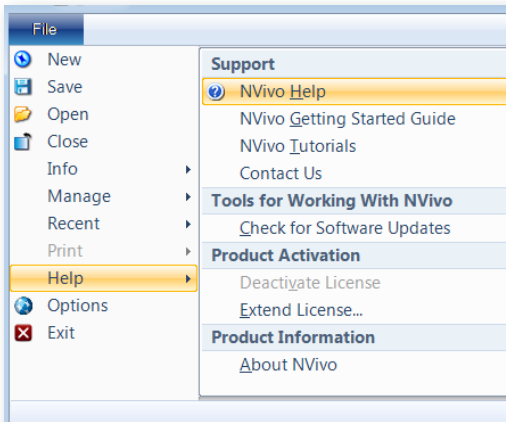 File
New
Save
Open
Close
Info
Manage
Recent
Print
Help
Options
Exit
Support
NVivo Help
NVivo Getting Started Guide
NVivo Tutorials
Contact Us
Tools for Working With NVivo
Check for Software Updates
Product Activation
Deactivate License
Extend License...
Product Information
About NVivo